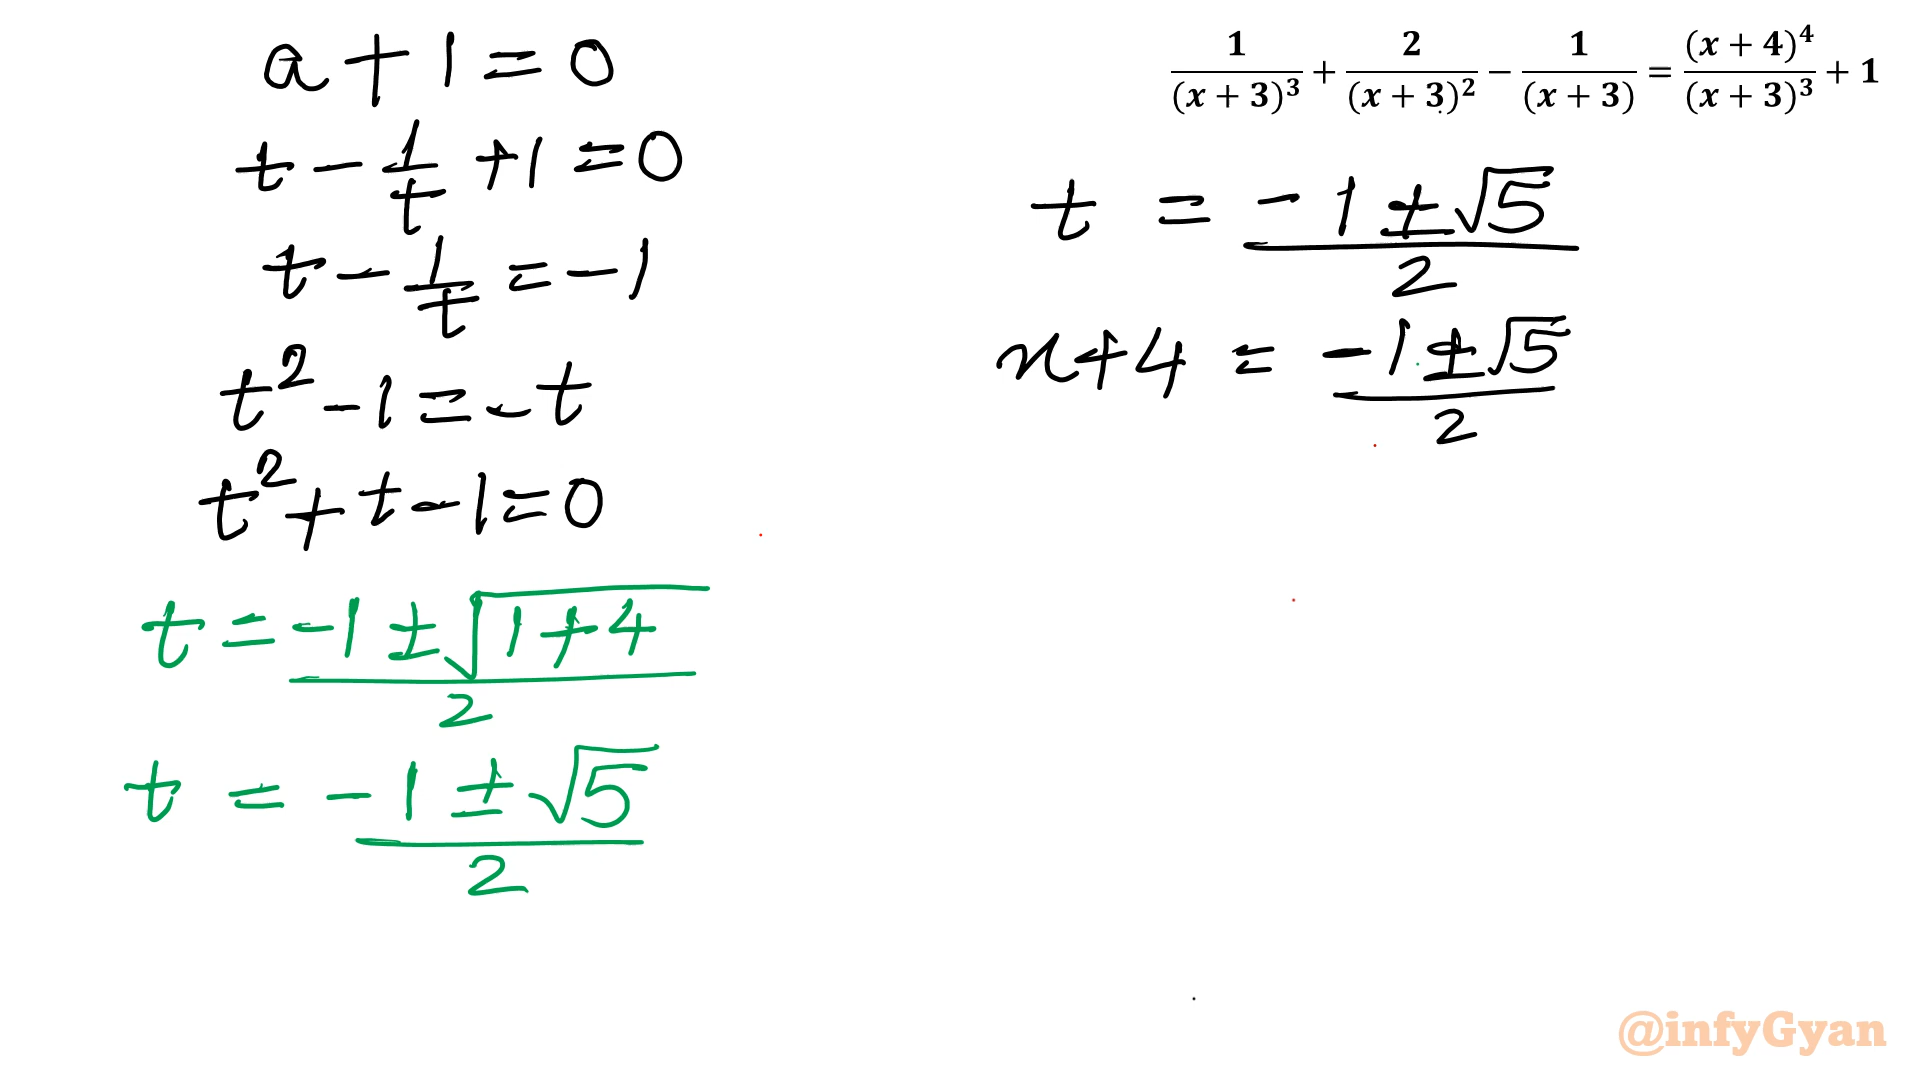 a + 1 = 0
t - 1/t + 1 = 0
t - 1/t = -1
t² - 1 = -t
t² + t - 1 = 0
t = (-1 ± √(1+4))/2
t = (-1 ± √5)/2
1/(x + 3)³ + 2/(x + 3)² − 1/(x + 3) = (x + 4)⁴/(x + 3)³ + 1
t = (-1 ± √5)/2
x+4 = (-1 ± √5)/2
@infyGyan